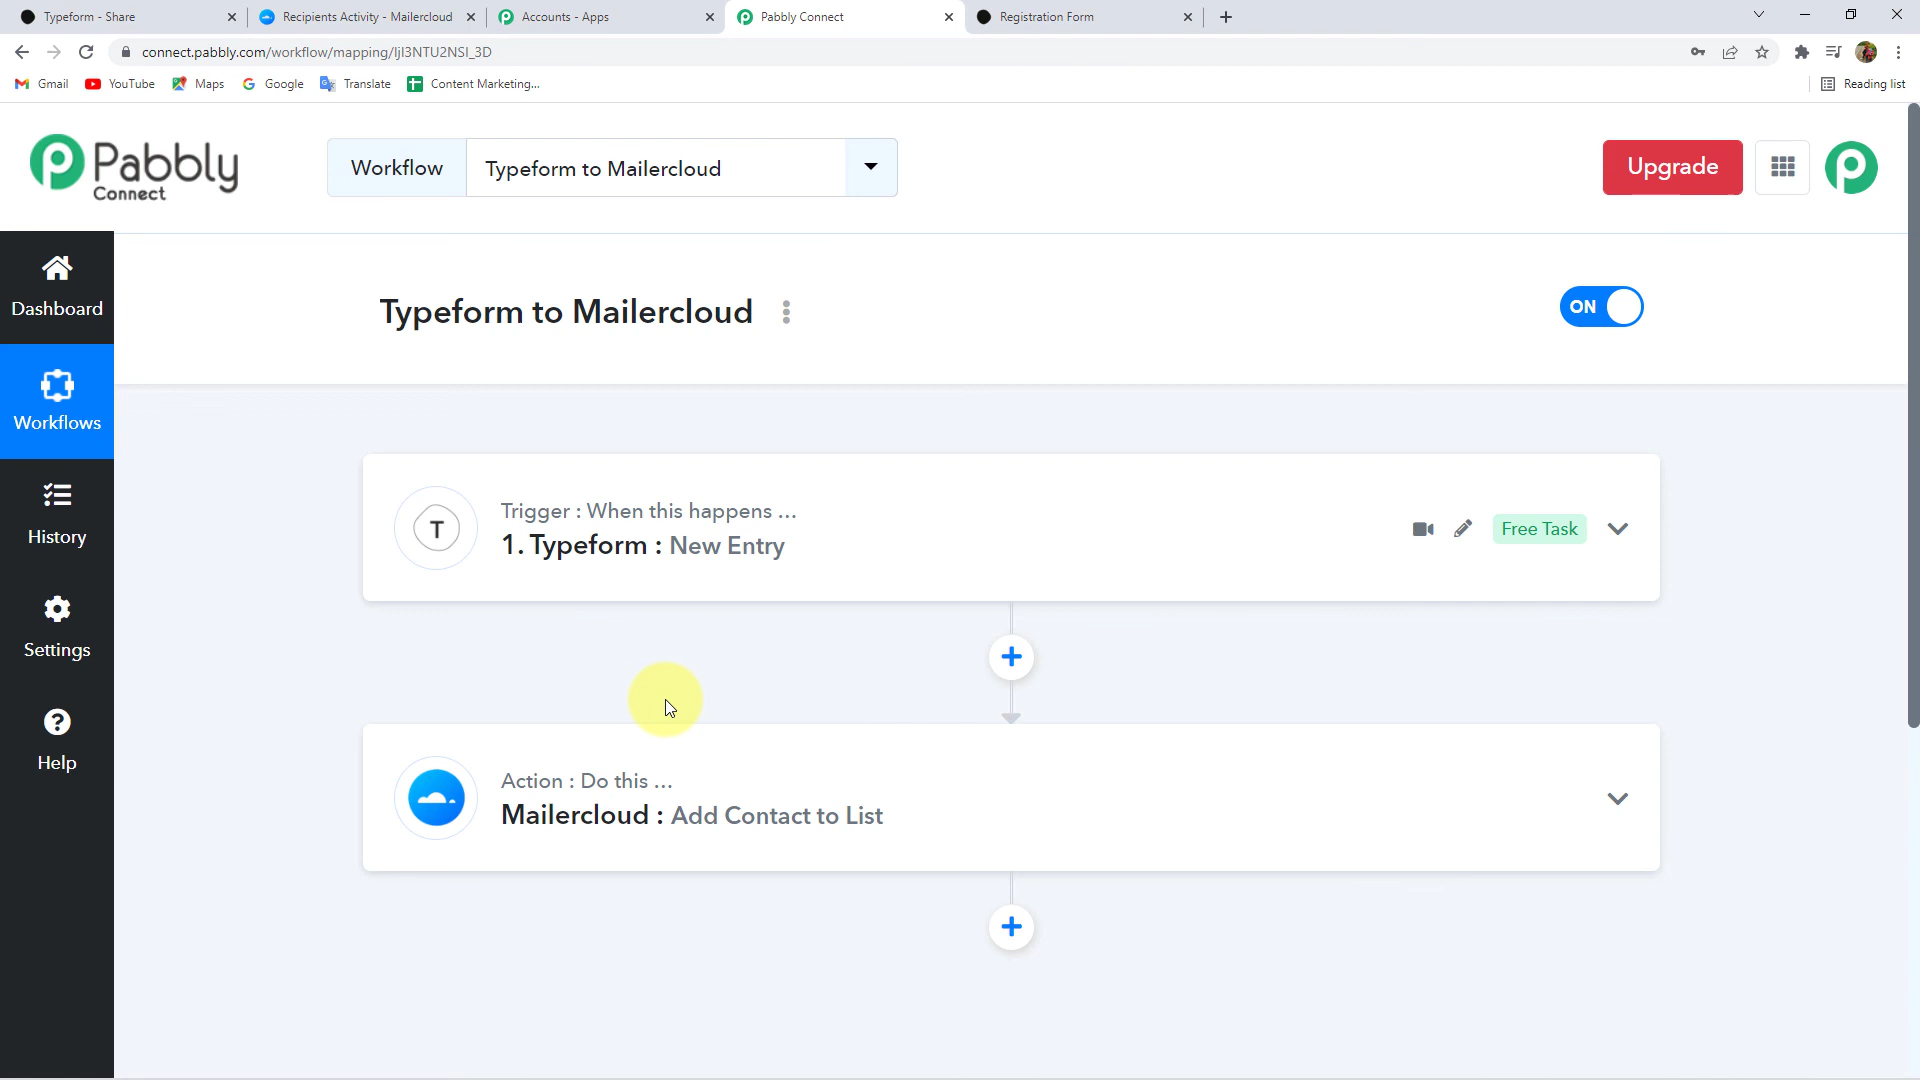 Typeform - Share
Recipients Activity - Mailercloud
Accounts - Apps
Pabbly Connect
Registration Form
connect.pabbly.com/workflow/mapping/IjI3NTU2NSI_3D
Gmail
YouTube
Maps
Google
Translate
Content Marketing...
Reading list
Pabbly
Connect
Workflow
Typeform to Mailercloud
Upgrade
Dashboard
Workflows
History
Settings
Help
Typeform to Mailercloud
ON
Trigger : When this happens ...
1. Typeform : New Entry
Free Task
Action : Do this ...
Mailercloud : Add Contact to List